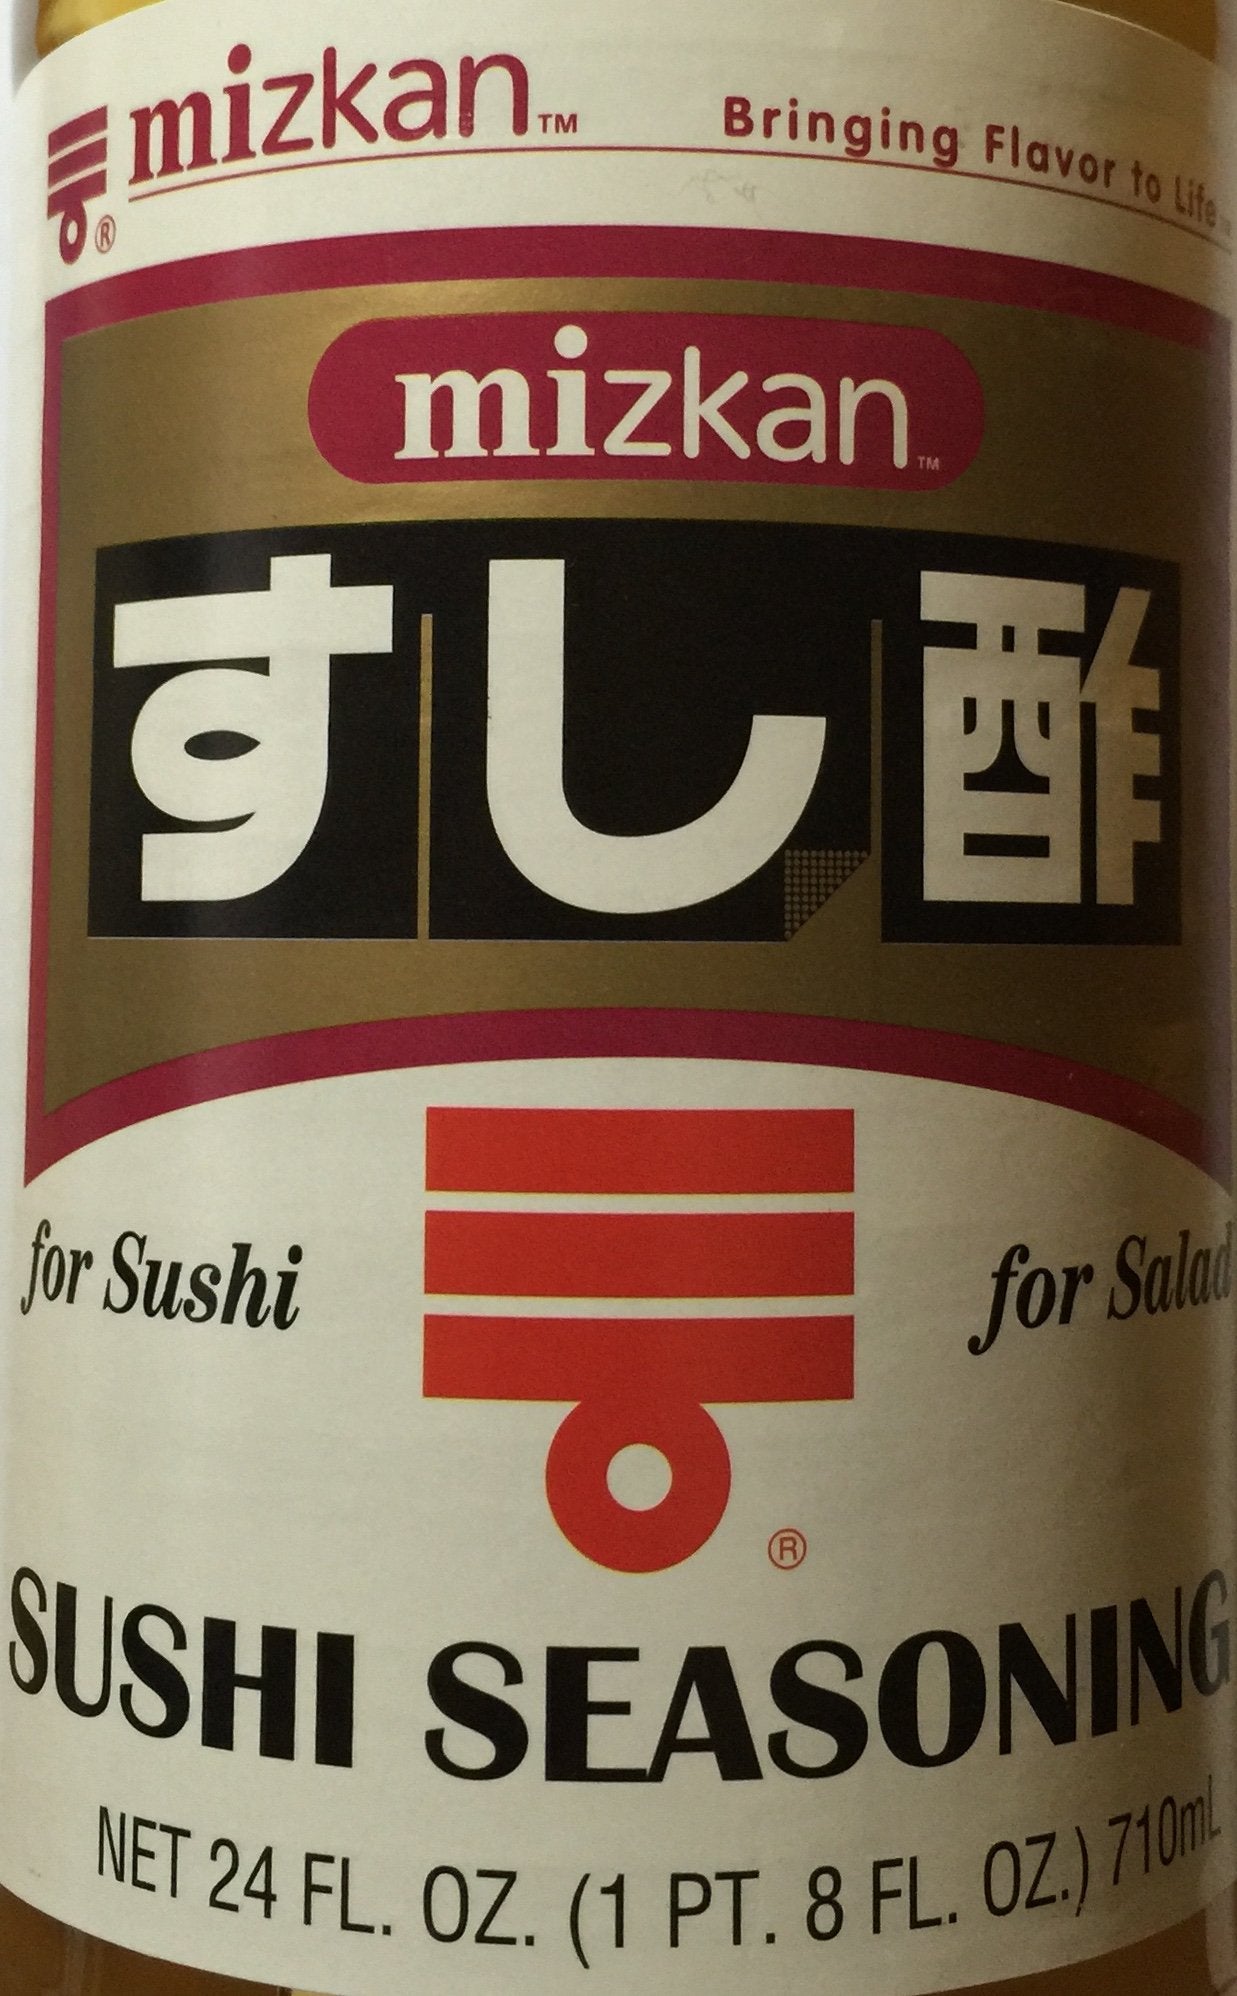 mizkan™ Bringing Flavor to Life
®
mizkan™
すし酢
for Sushi for Salad
®
SUSHI SEASONING
NET 24 FL. OZ. (1 PT. 8 FL. OZ.) 710mL